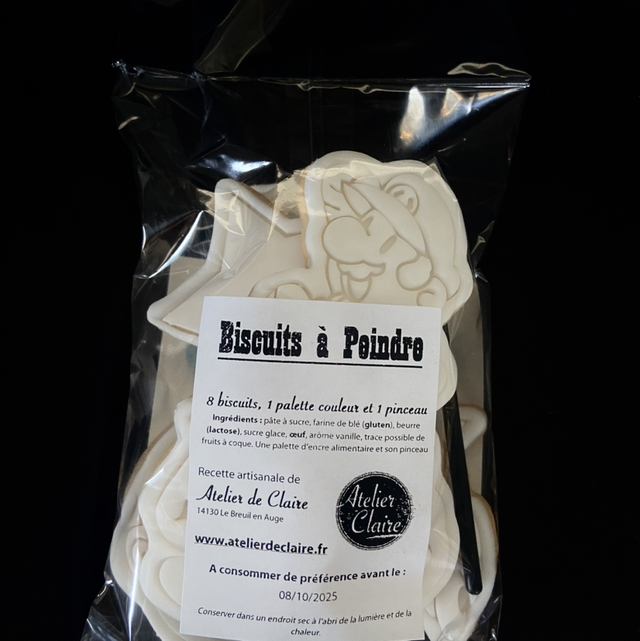 Biscuits à Peindre
8 biscuits, 1 palette couleur et 1 pinceau
Ingrédients : pâte à sucre, farine de blé (gluten), beurre
(lactose), sucre glace, œuf, arôme vanille, trace possible de
fruits à coque. Une palette d'encre alimentaire et son pinceau
Recette artisanale de
Atelier de Claire
14130 Le Breuil en Auge
Atelier
Claire
www.atelierdeclaire.fr
A consommer de préférence avant le :
08/10/2025
Conserver dans un endroit sec à l'abri de la lumière et de la
chaleur.